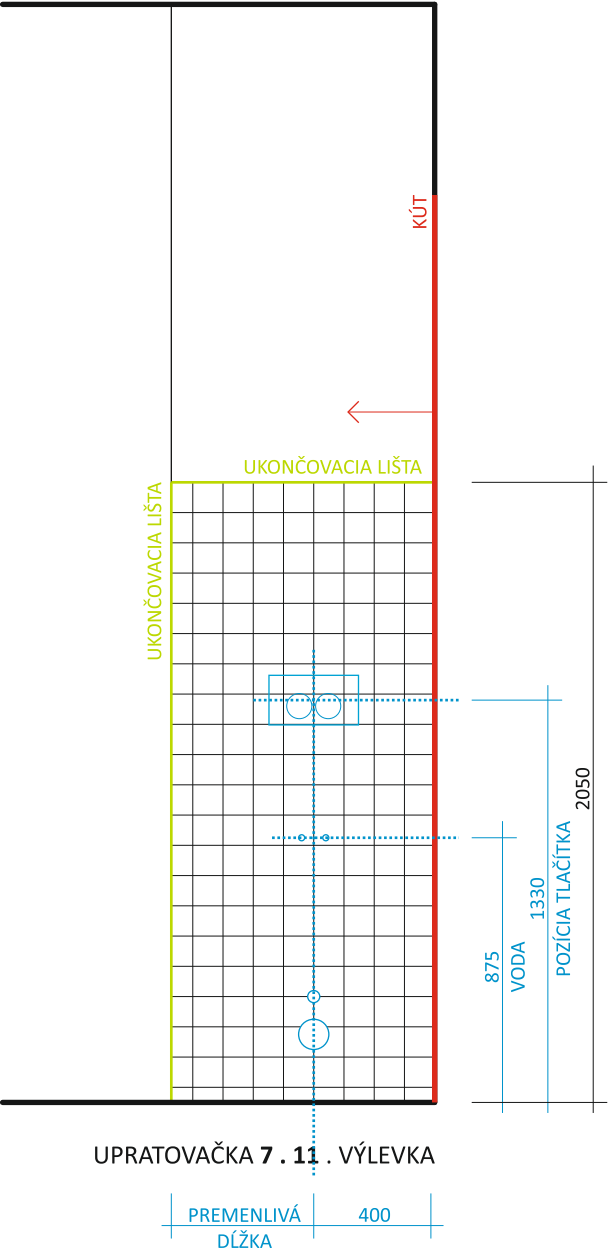 KÚT
UKONČOVACIA LIŠTA
UKONČOVACIA LIŠTA
2050
1330
POZÍCIA TLAČÍTKA
875
VODA
UPRATOVAČKA 7 . 11 . VÝLEVKA
PREMENLIVÁ
DĹŽKA
400